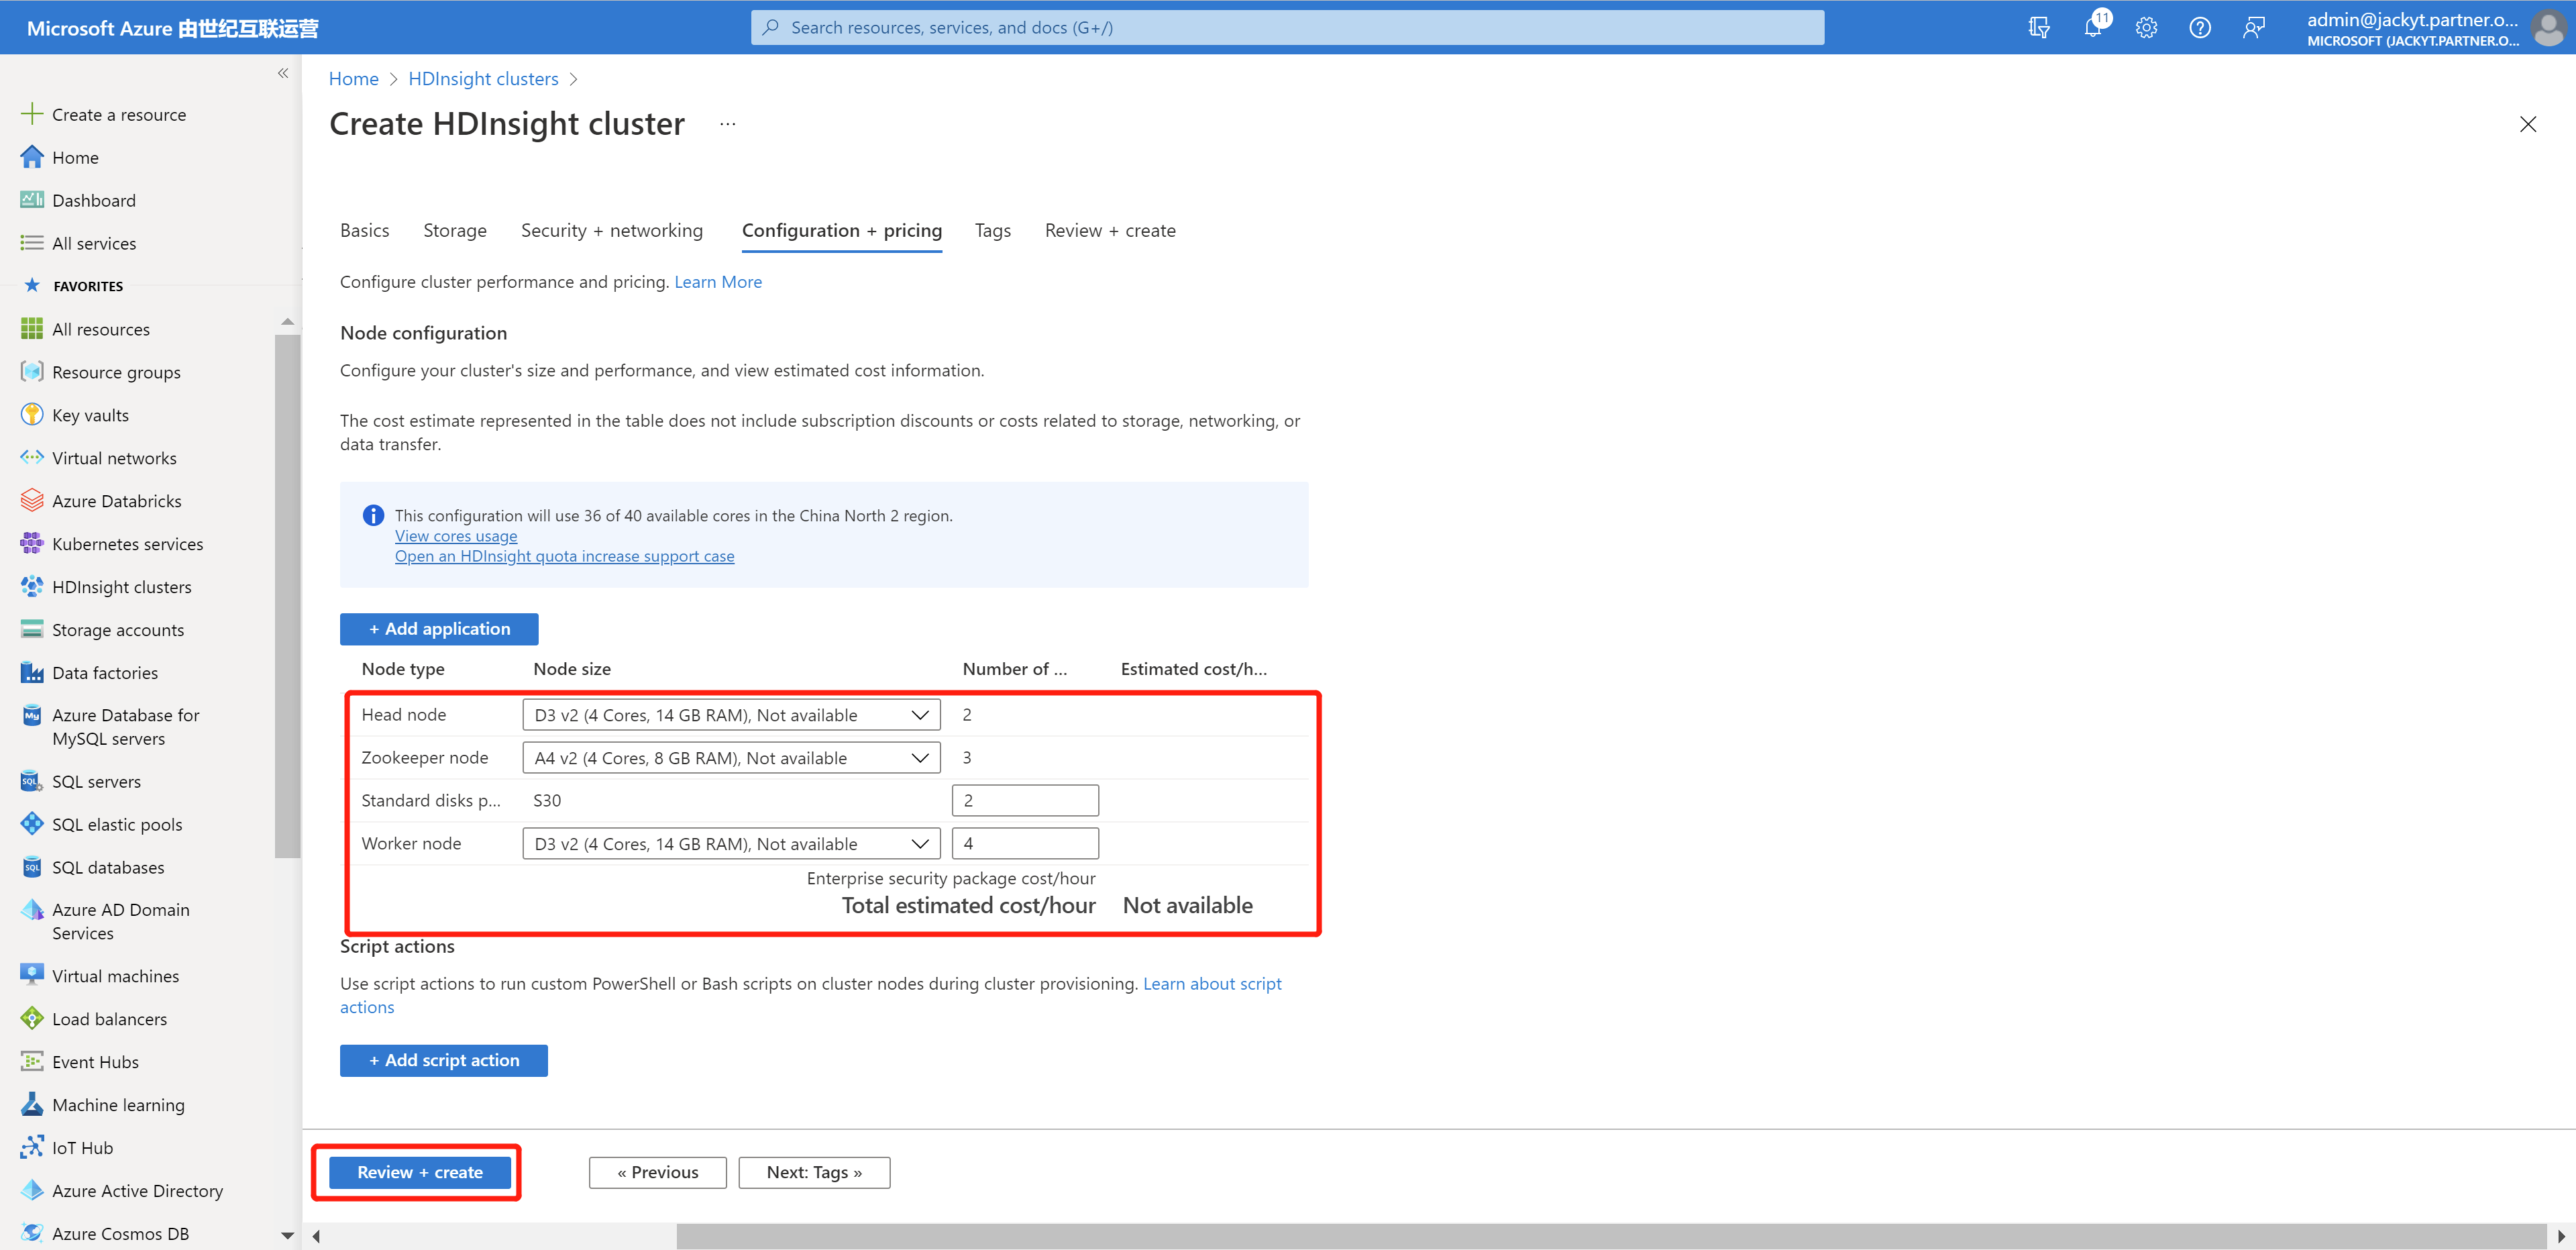 Microsoft Azure 由世纪互联运营
Search resources, services, and docs (G+/)
11
admin@jackyt.partner.o...
MICROSOFT (JACKYT.PARTNER.O...
Create a resource
Home
Dashboard
All services
FAVORITES
All resources
Resource groups
Key vaults
Virtual networks
Azure Databricks
Kubernetes services
HDInsight clusters
Storage accounts
Data factories
Azure Database for
MySQL servers
SQL servers
SQL elastic pools
SQL databases
Azure AD Domain
Services
Virtual machines
Load balancers
Event Hubs
Machine learning
IoT Hub
Azure Active Directory
Azure Cosmos DB
Home > HDInsight clusters >
Create HDInsight cluster ...
Basics Storage Security + networking Configuration + pricing Tags Review + create
Configure cluster performance and pricing. Learn More
Node configuration
Configure your cluster's size and performance, and view estimated cost information.
The cost estimate represented in the table does not include subscription discounts or costs related to storage, networking, or
data transfer.
This configuration will use 36 of 40 available cores in the China North 2 region.
View cores usage
Open an HDInsight quota increase support case
+ Add application
Node type Node size Number of ... Estimated cost/h...
Head node D3 v2 (4 Cores, 14 GB RAM), Not available 2
Zookeeper node A4 v2 (4 Cores, 8 GB RAM), Not available 3
Standard disks p... S30 2
Worker node D3 v2 (4 Cores, 14 GB RAM), Not available 4
Enterprise security package cost/hour
Total estimated cost/hour Not available
Script actions
Use script actions to run custom PowerShell or Bash scripts on cluster nodes during cluster provisioning. Learn about script
actions
+ Add script action
Review + create « Previous Next: Tags »